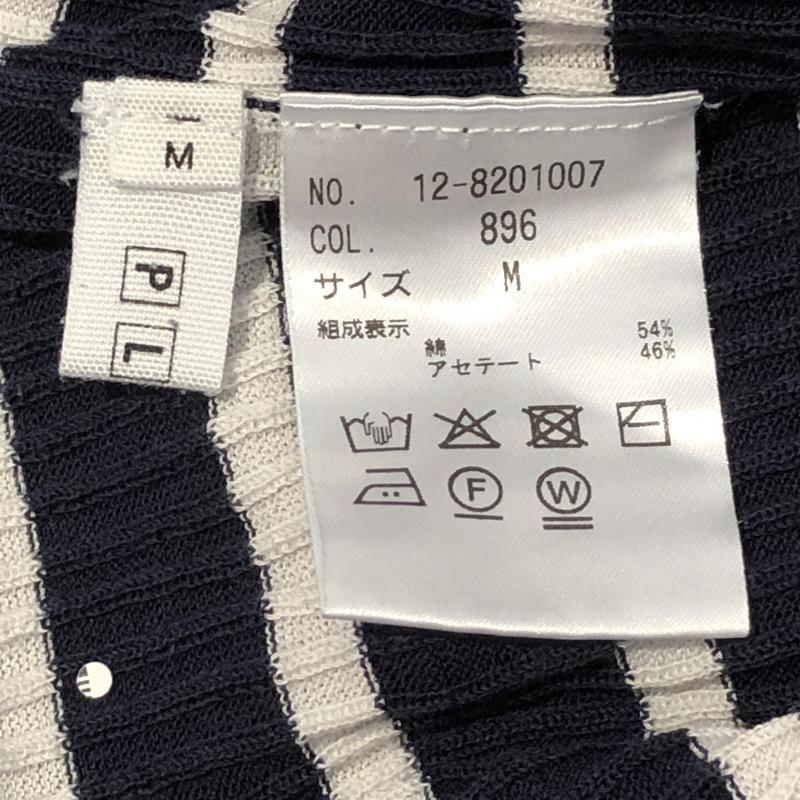 M
P
L
NO. 12-8201007
COL. 896
サイズ M
組成表示
綿 54%
アセテート 46%
F
W